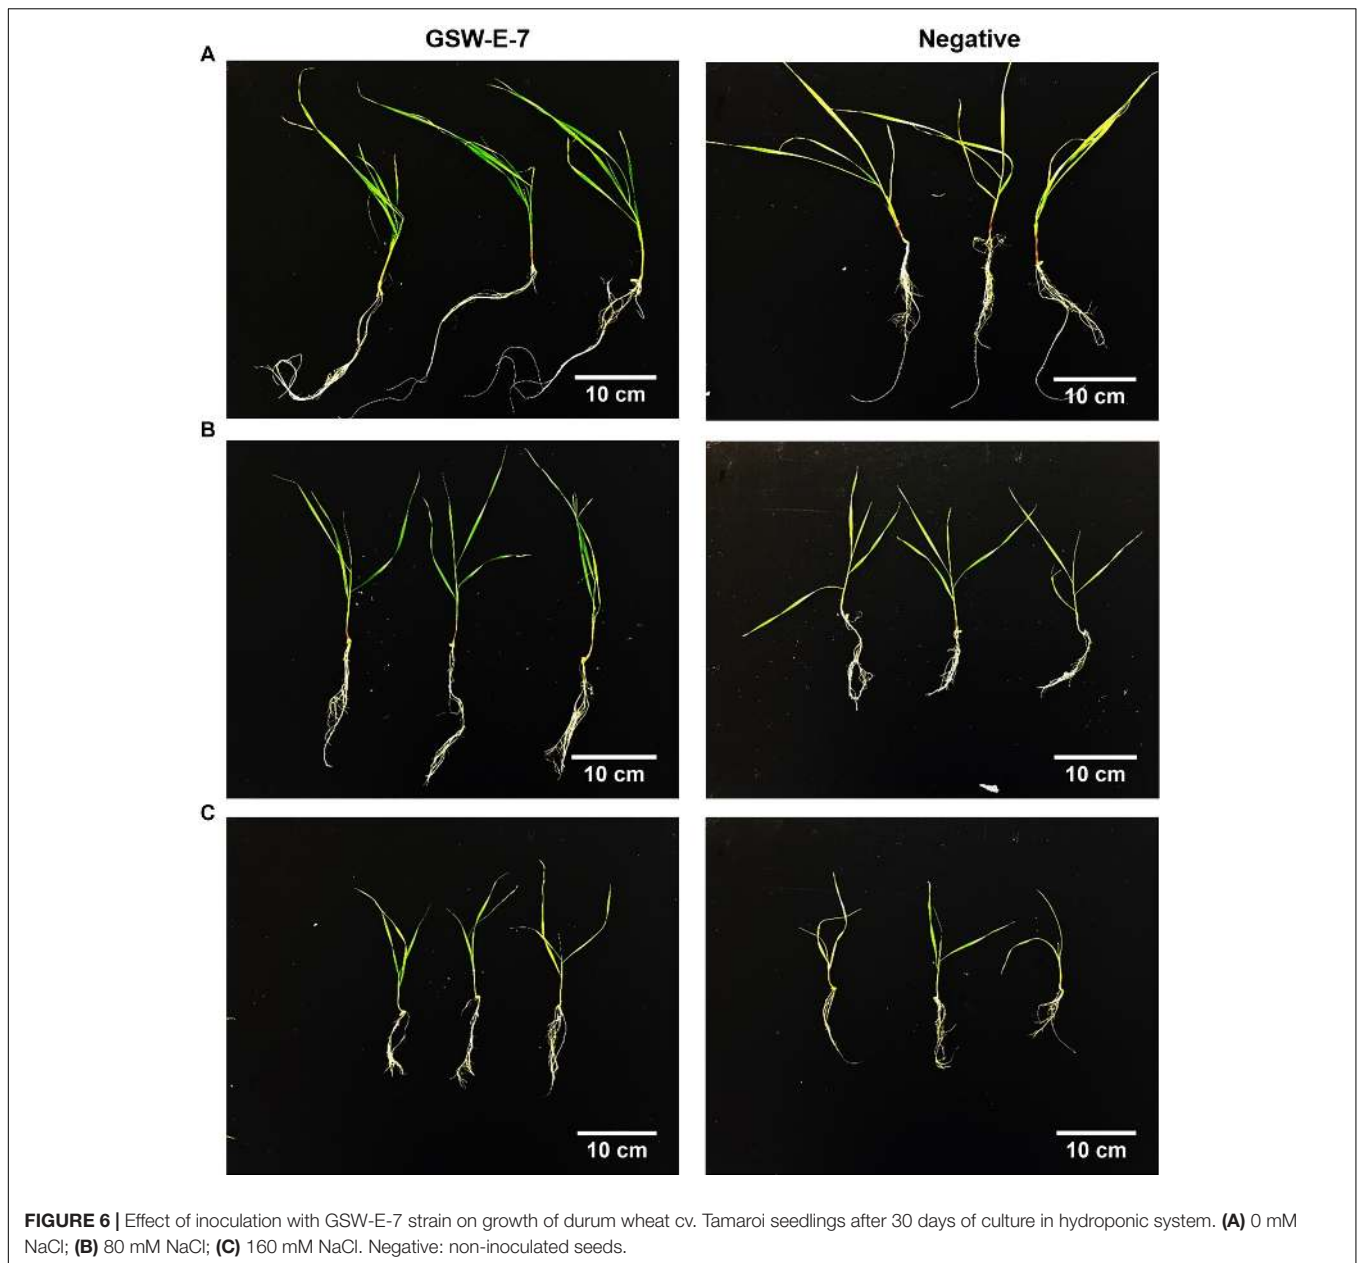 GSW-E-7
Negative
A
10 cm
10 cm
B
10 cm
10 cm
C
10 cm
10 cm
FIGURE 6 | Effect of inoculation with GSW-E-7 strain on growth of durum wheat cv. Tamaroi seedlings after 30 days of culture in hydroponic system. (A) 0 mM
NaCl; (B) 80 mM NaCl; (C) 160 mM NaCl. Negative: non-inoculated seeds.